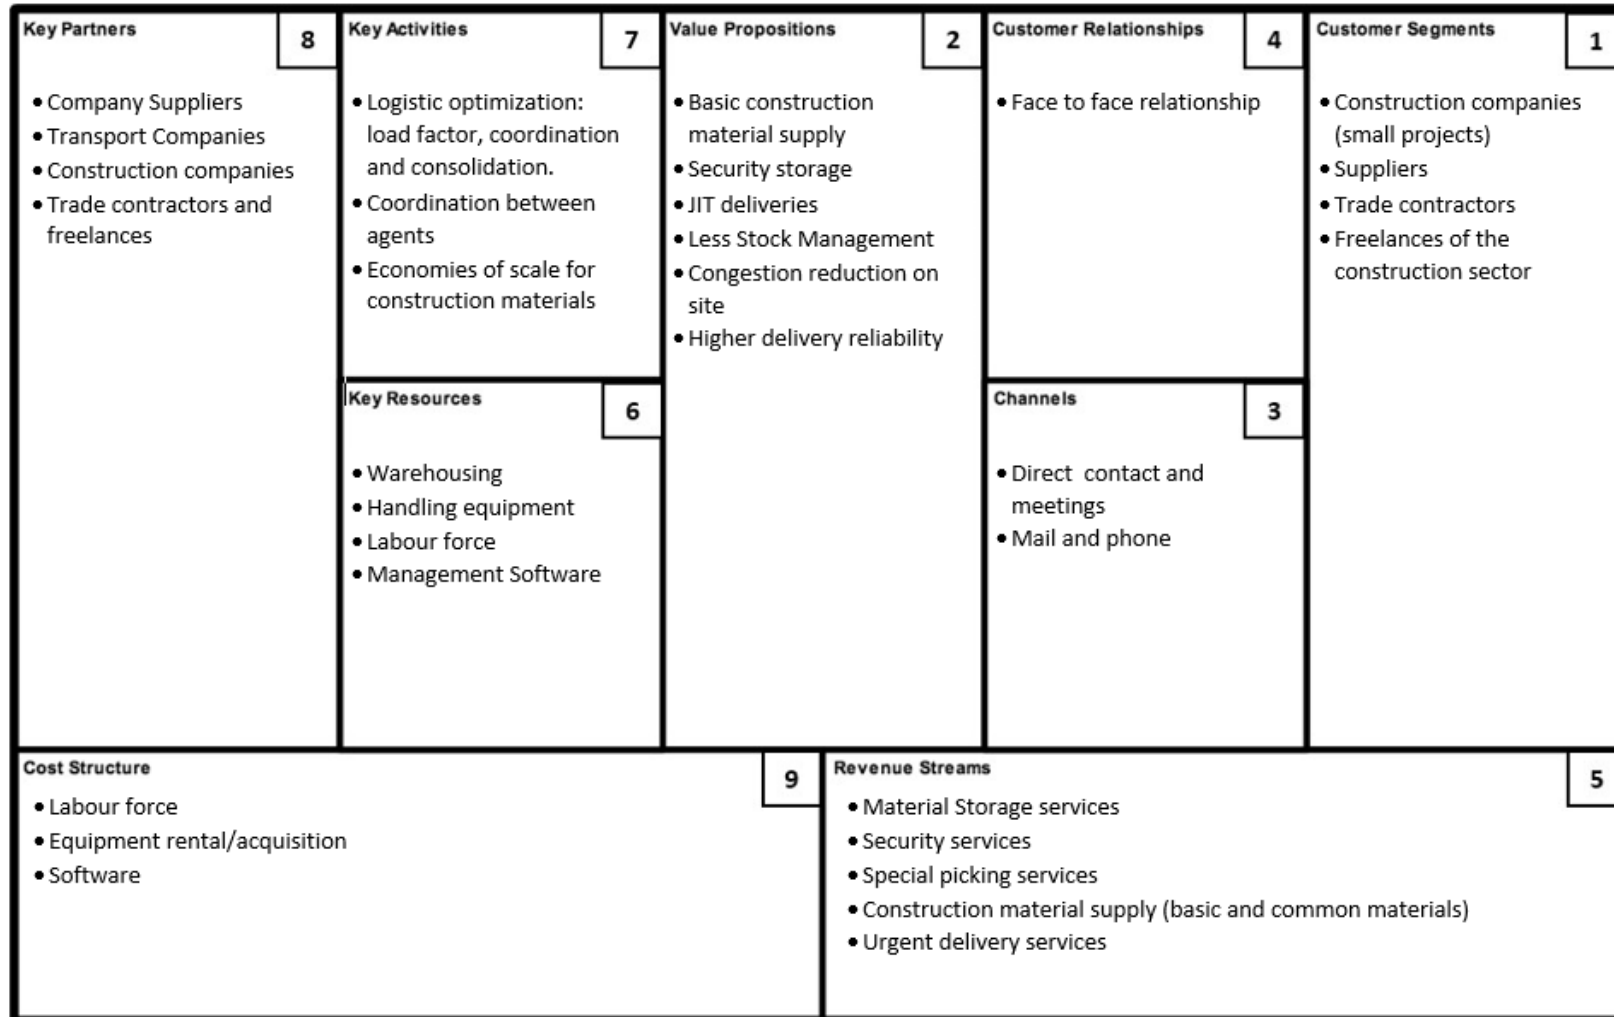 Key Partners
8
• Company Suppliers
• Transport Companies
• Construction companies
• Trade contractors and
freelances
Key Activities
7
• Logistic optimization:
load factor, coordination
and consolidation.
• Coordination between
agents
• Economies of scale for
construction materials
Key Resources
6
• Warehousing
• Handling equipment
• Labour force
• Management Software
Value Propositions
2
• Basic construction
material supply
• Security storage
• JIT deliveries
• Less Stock Management
• Congestion reduction on
site
• Higher delivery reliability
Customer Relationships
4
• Face to face relationship
Channels
3
• Direct contact and
meetings
• Mail and phone
Customer Segments
1
• Construction companies
(small projects)
• Suppliers
• Trade contractors
• Freelances of the
construction sector
Cost Structure
9
• Labour force
• Equipment rental/acquisition
• Software
Revenue Streams
5
• Material Storage services
• Security services
• Special picking services
• Construction material supply (basic and common materials)
• Urgent delivery services